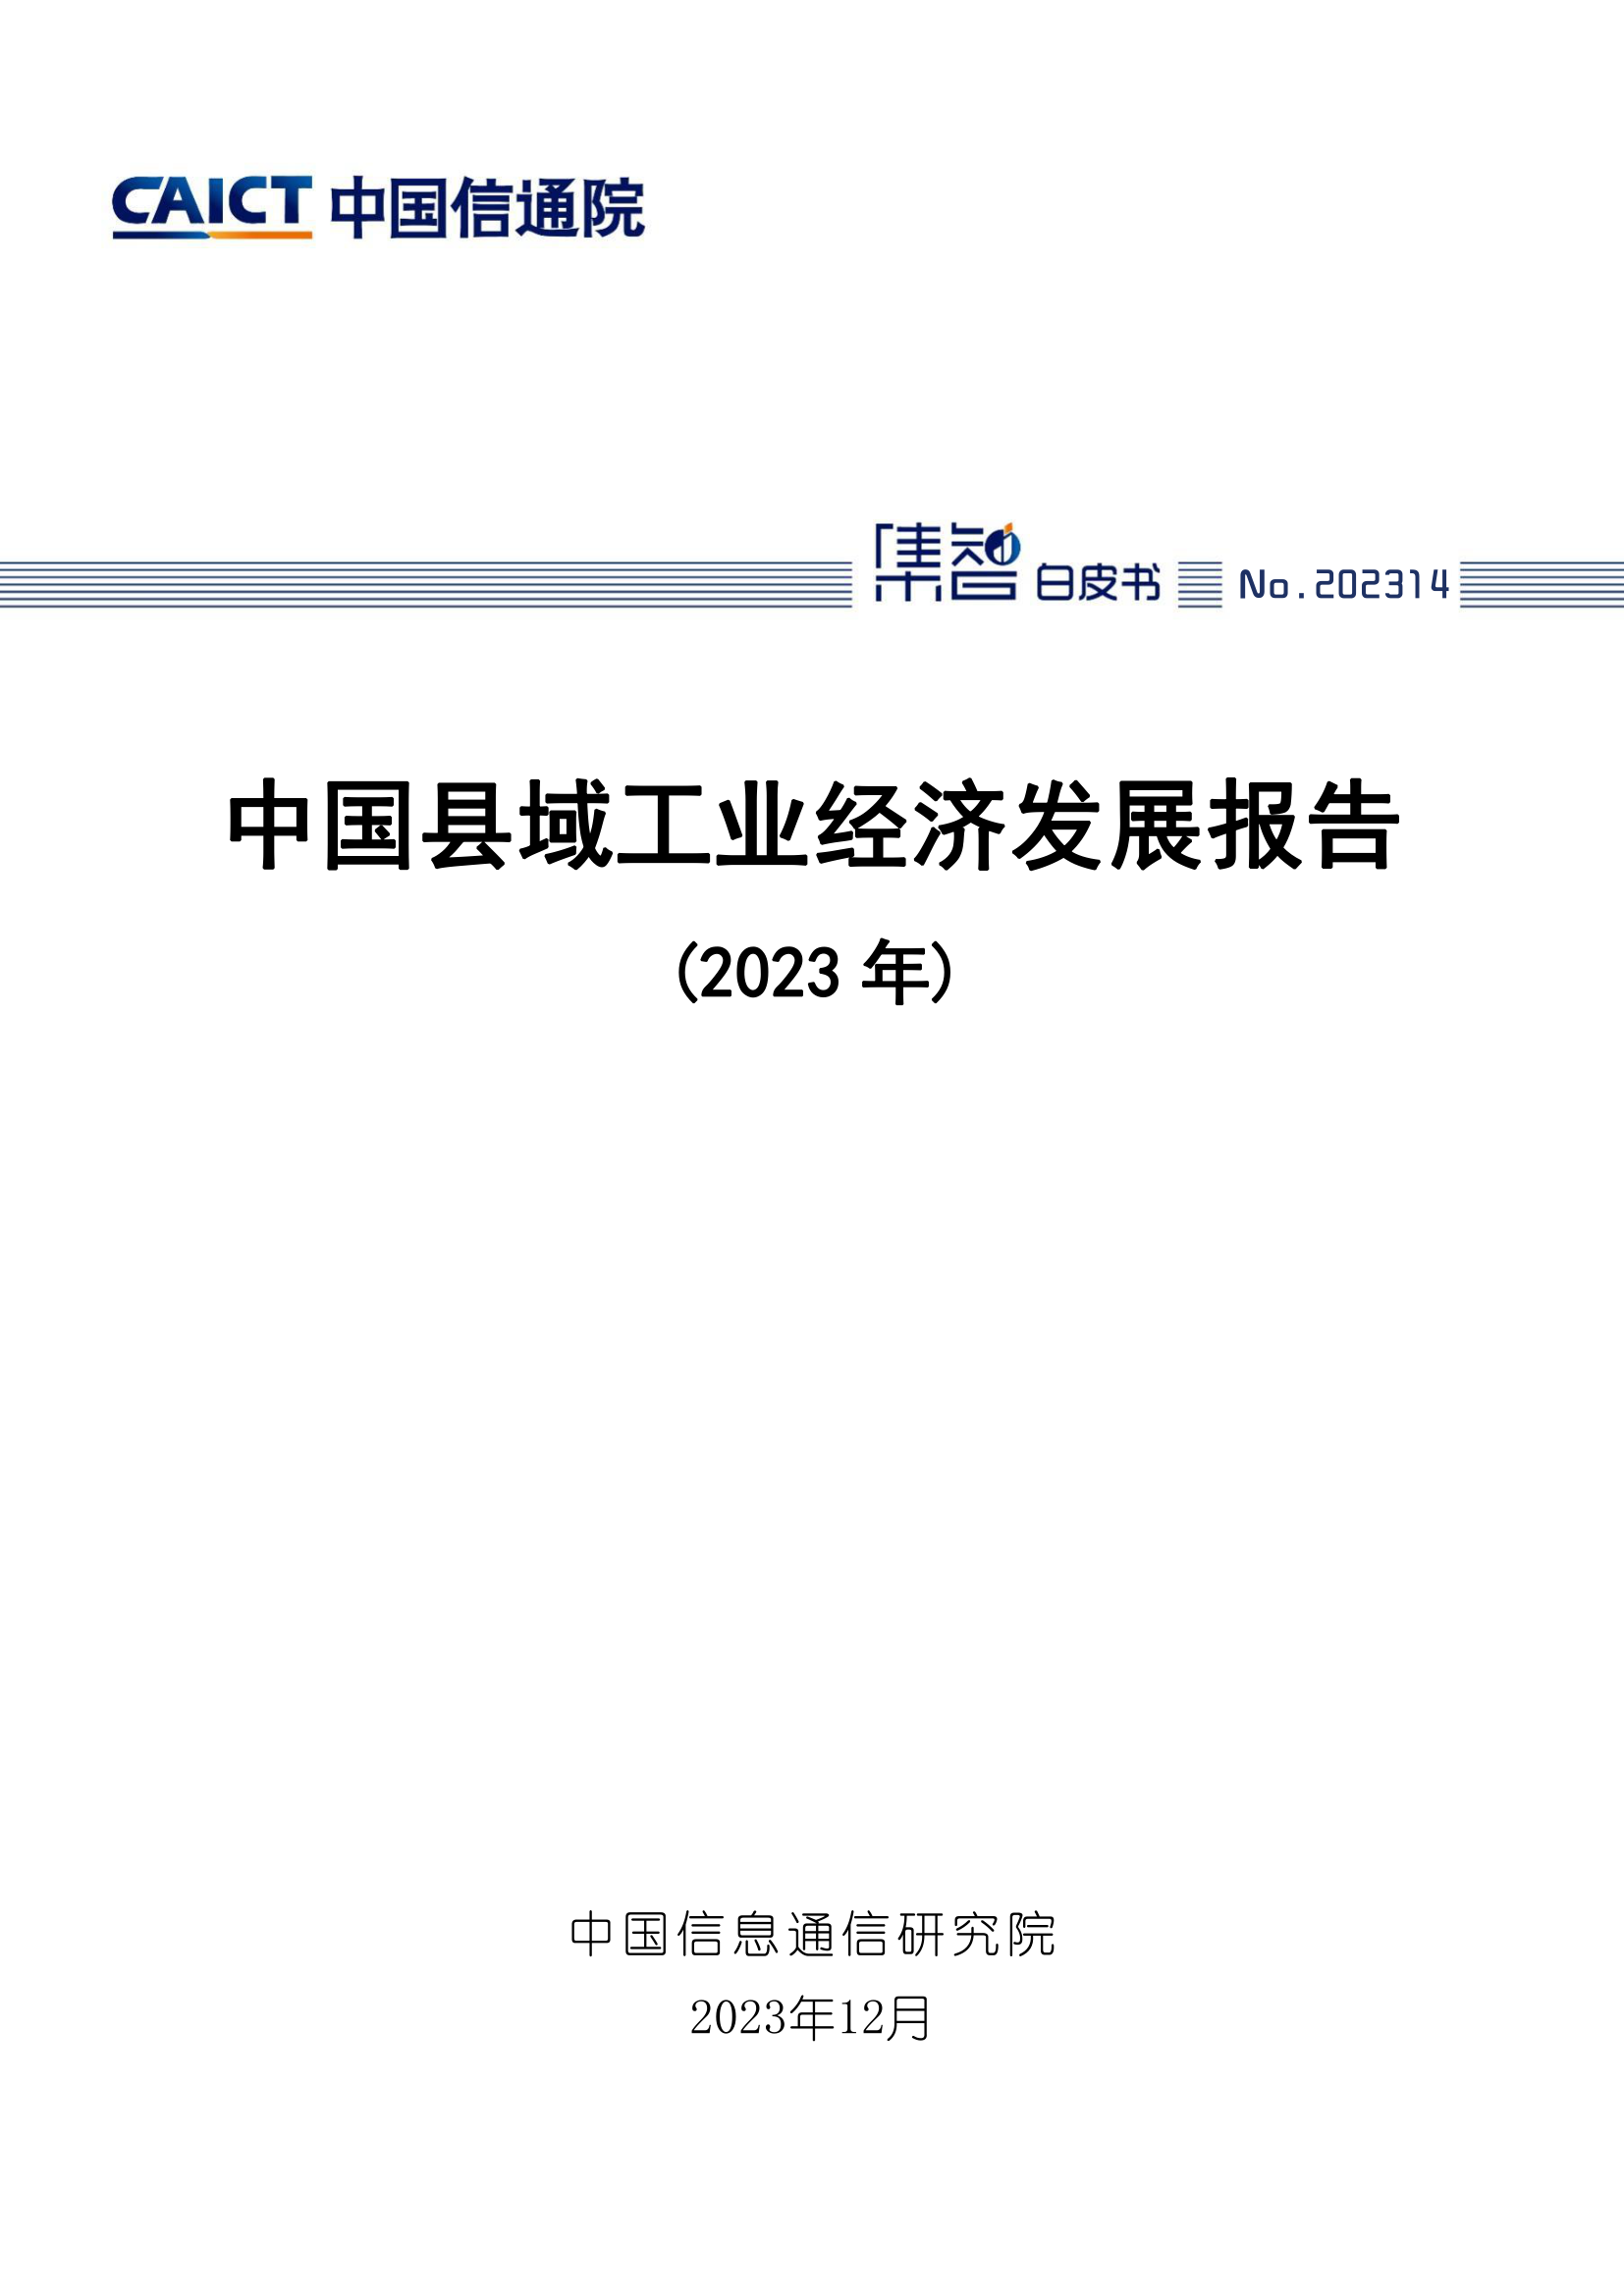 CAICT 中国信通院
集智 白皮书 No.202314
中国县域工业经济发展报告
(2023 年)
中国信息通信研究院
2023年12月